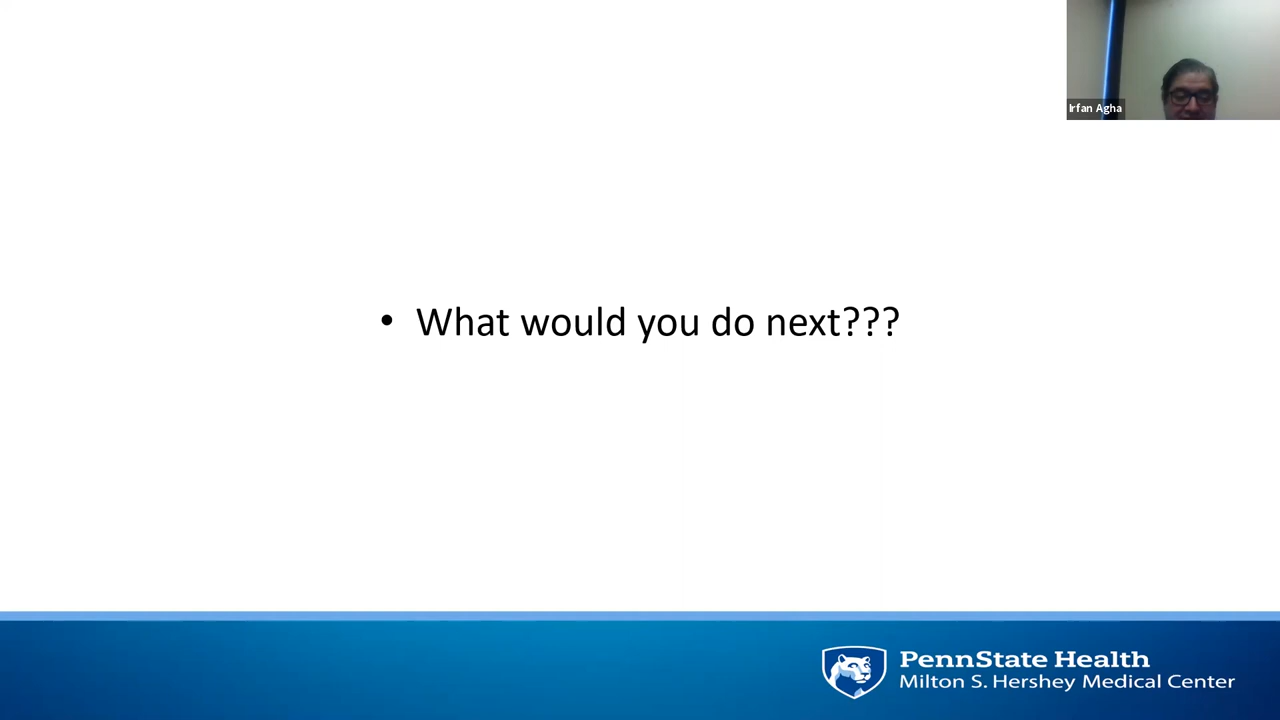 Irfan Agha
• What would you do next???
PennState Health
Milton S. Hershey Medical Center